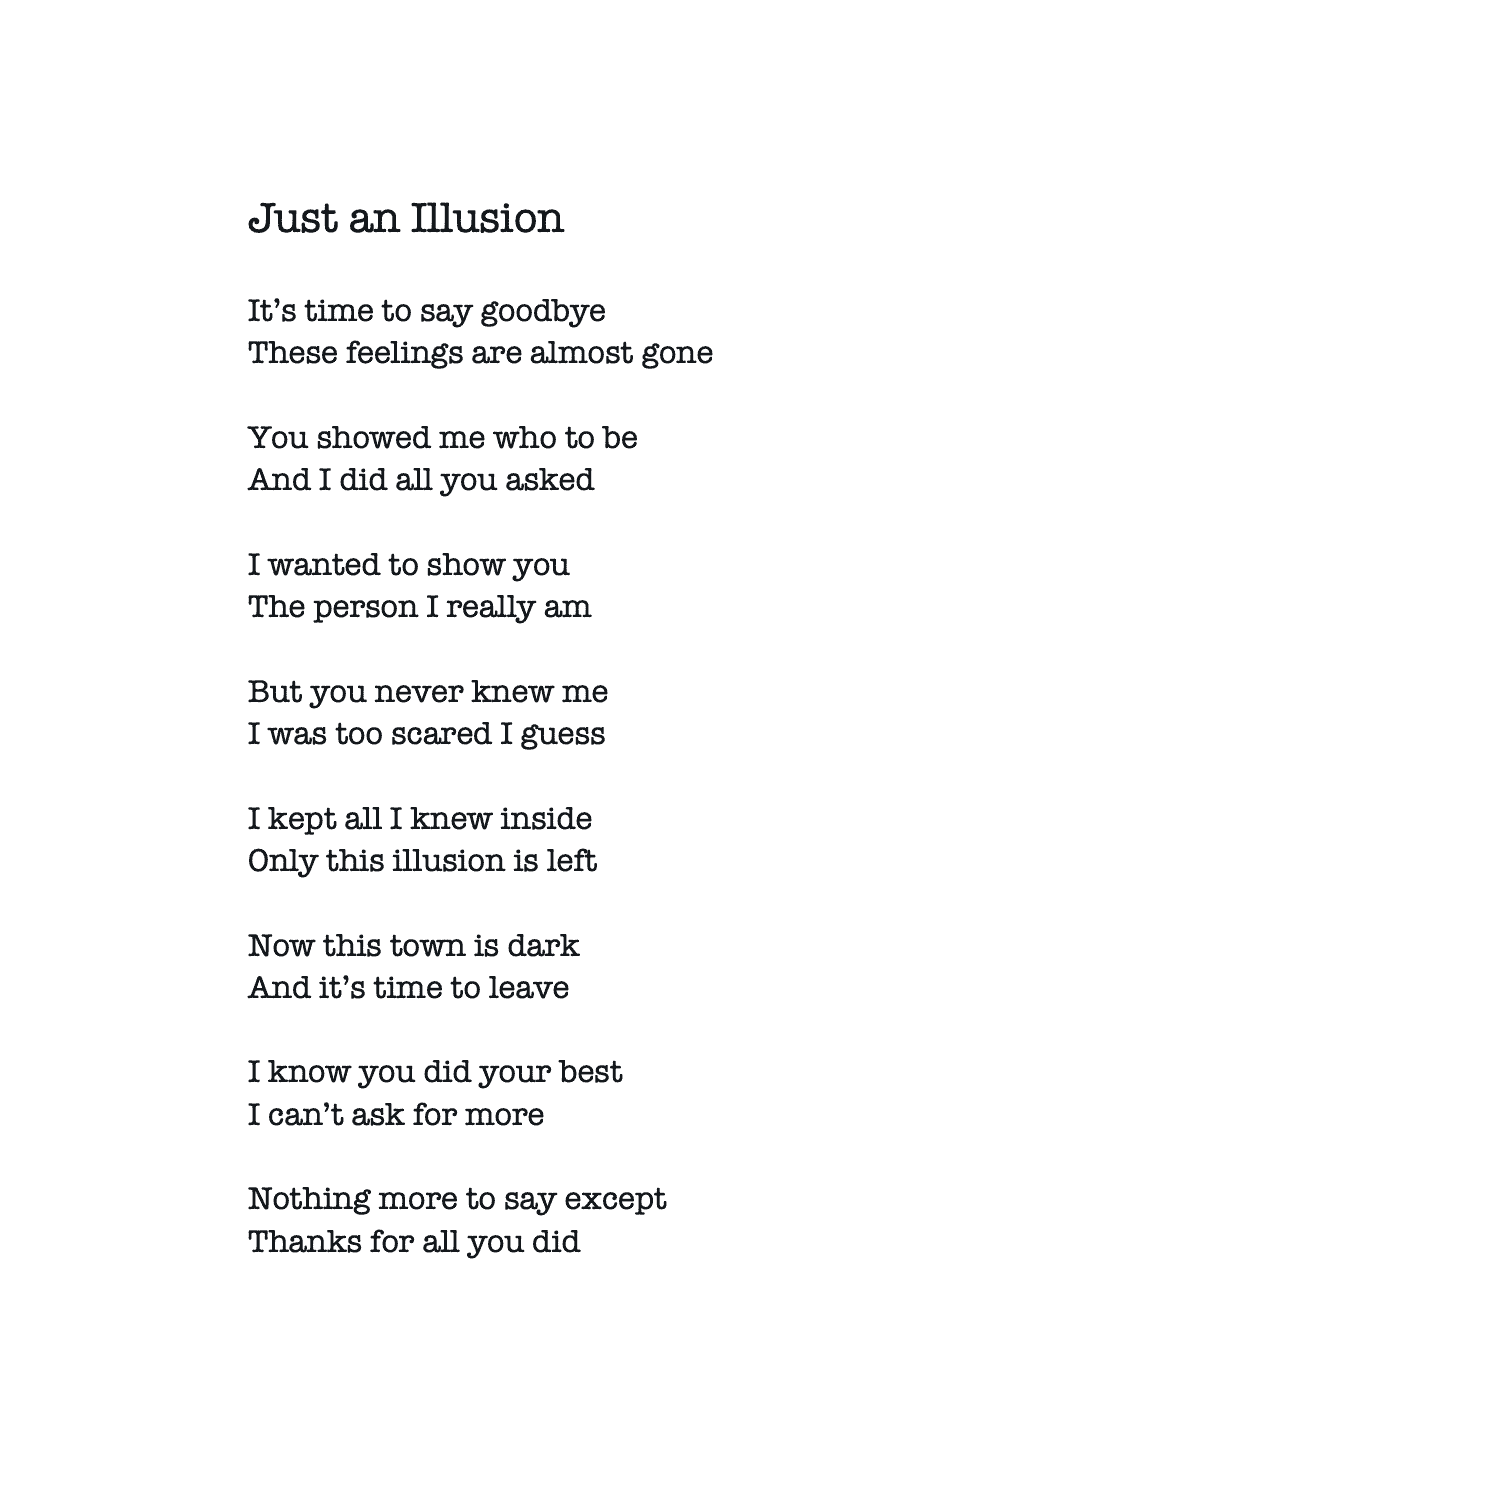 Just an Illusion
It’s time to say goodbye
These feelings are almost gone
You showed me who to be
And I did all you asked
I wanted to show you
The person I really am
But you never knew me
I was too scared I guess
I kept all I knew inside
Only this illusion is left
Now this town is dark
And it’s time to leave
I know you did your best
I can’t ask for more
Nothing more to say except
Thanks for all you did